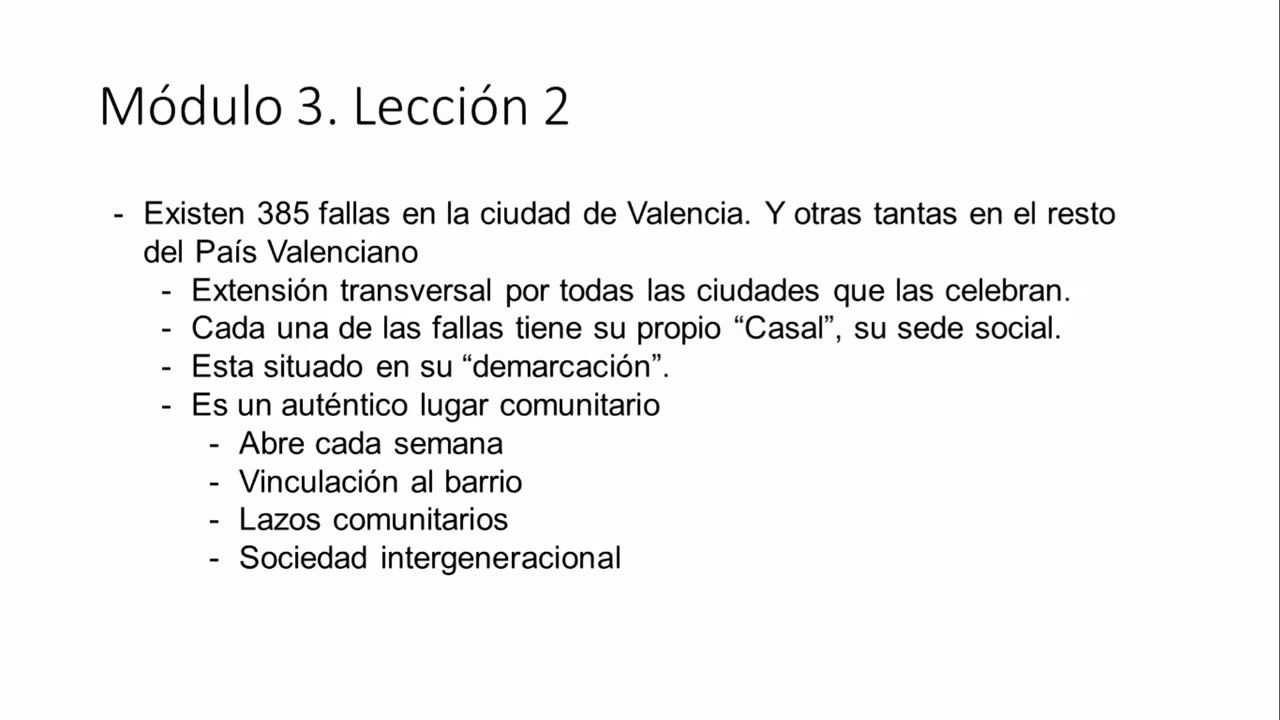 Módulo 3. Lección 2
- Existen 385 fallas en la ciudad de Valencia. Y otras tantas en el resto
del País Valenciano
- Extensión transversal por todas las ciudades que las celebran.
- Cada una de las fallas tiene su propio “Casal”, su sede social.
- Esta situado en su “demarcación”.
- Es un auténtico lugar comunitario
- Abre cada semana
- Vinculación al barrio
- Lazos comunitarios
- Sociedad intergeneracional